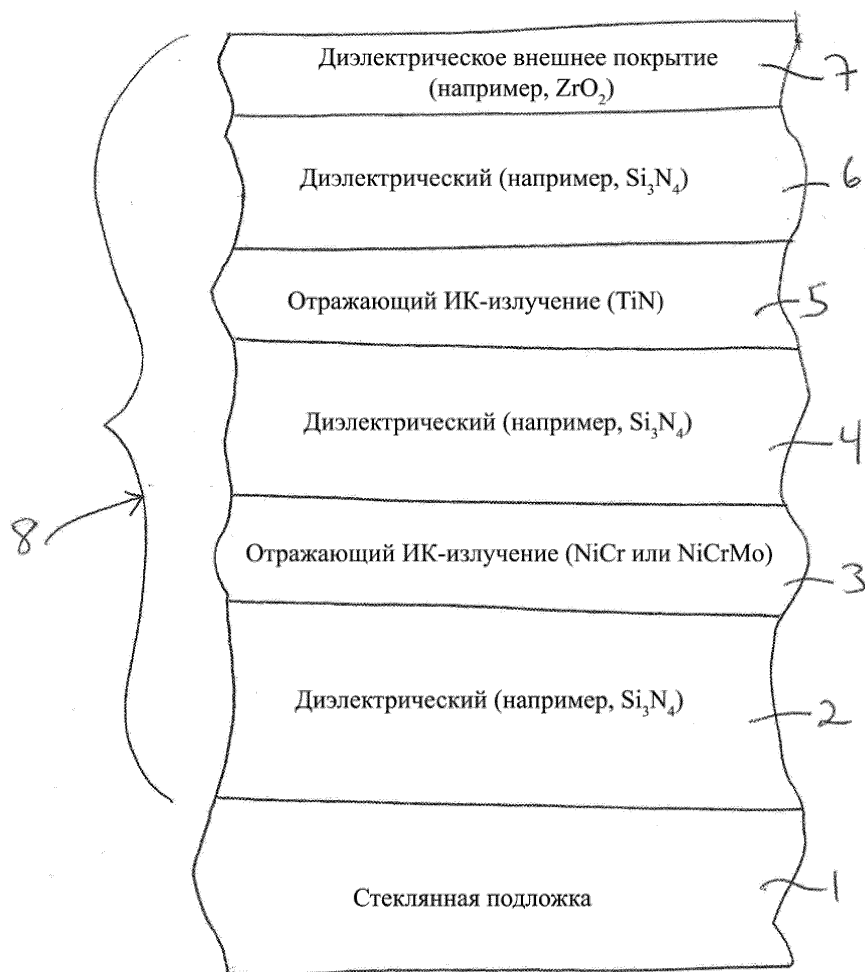 Диэлектрическое внешнее покрытие
(например, ZrO₂)
7
Диэлектрический (например, Si₃N₄)
6
Отражающий ИК-излучение (TiN)
5
Диэлектрический (например, Si₃N₄)
4
8
Отражающий ИК-излучение (NiCr или NiCrMo)
3
Диэлектрический (например, Si₃N₄)
2
Стеклянная подложка
1